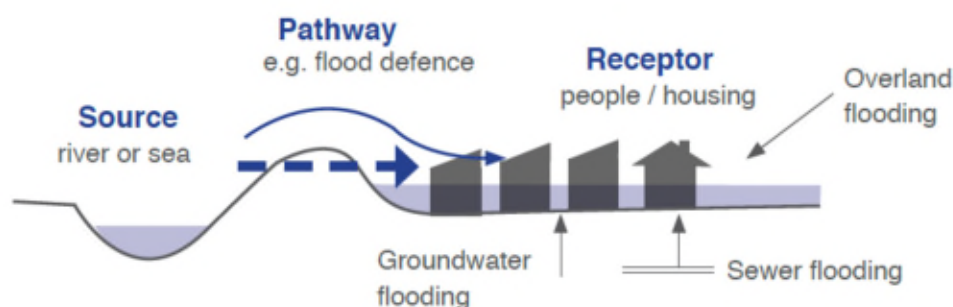 Pathway
e.g. flood defence
Receptor
people / housing
Overland
flooding
Source
river or sea
Groundwater
flooding
Sewer flooding